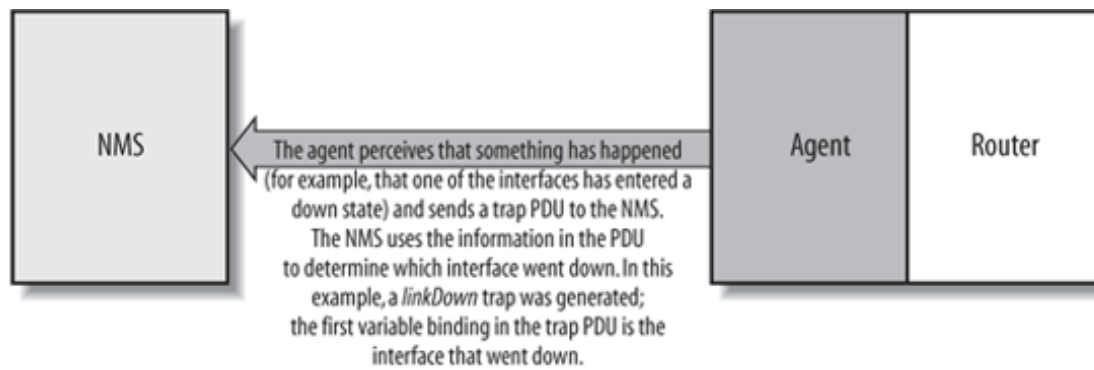 NMS
The agent perceives that something has happened
(for example, that one of the interfaces has entered a
down state) and sends a trap PDU to the NMS.
The NMS uses the information in the PDU
to determine which interface went down. In this
example, a linkDown trap was generated;
the first variable binding in the trap PDU is the
interface that went down.
Agent
Router